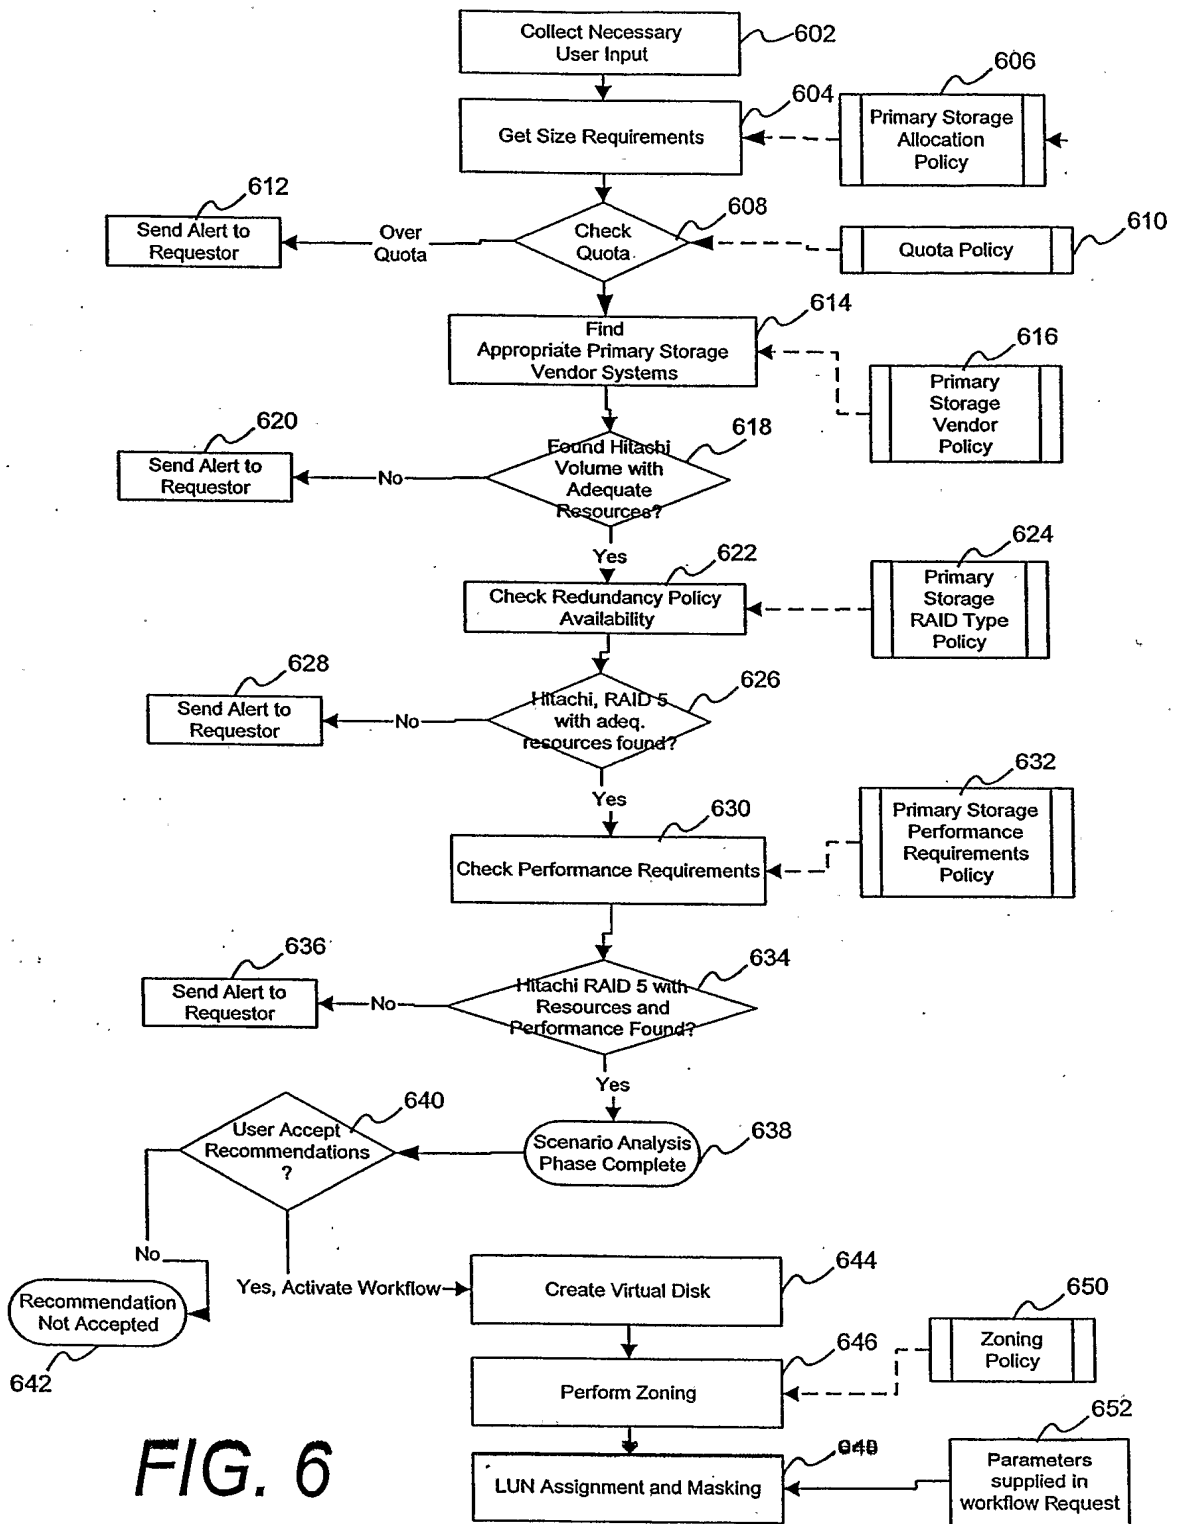 Collect Necessary
User Input
602
606
604
Get Size Requirements
Primary Storage
Allocation
Policy
612
608
610
Send Alert to
Requestor
Over
Quota
Check
Quota
Quota Policy
614
Find
Appropriate Primary Storage
Vendor Systems
616
Primary
Storage
Vendor
Policy
620
618
Send Alert to
Requestor
No
Found Hitachi
Volume with
Adequate
Resources?
Yes
622
624
Check Redundancy Policy
Availability
Primary
Storage
RAID Type
Policy
628
626
Send Alert to
Requestor
No
Hitachi, RAID 5
with adeq.
resources found?
Yes
630
632
Check Performance Requirements
Primary Storage
Performance
Requirements
Policy
636
634
Send Alert to
Requestor
No
Hitachi RAID 5 with
Resources and
Performance Found?
Yes
640
User Accept
Recommendations
?
Scenario Analysis
Phase Complete
638
No
Yes, Activate Workflow
Create Virtual Disk
644
Recommendation
Not Accepted
642
646
650
Perform Zoning
Zoning
Policy
652
LUN Assignment and Masking
Parameters
supplied in
workflow Request
FIG. 6